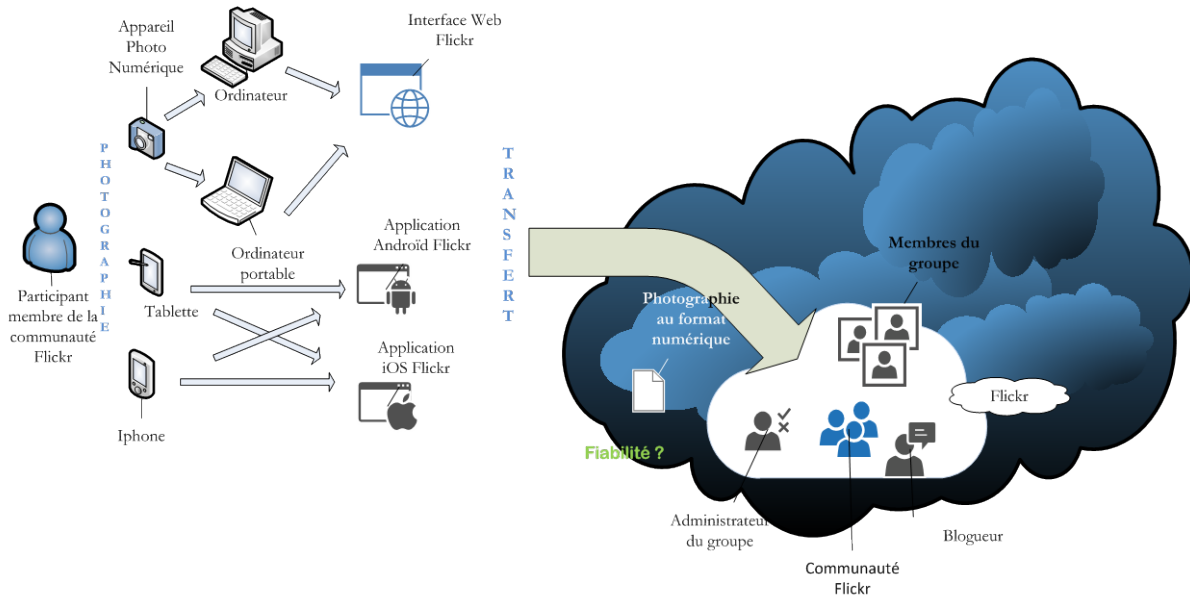 Appareil
Photo
Numérique
Ordinateur
Interface Web
Flickr
PHOTOGRAPHIE
TRANSFERT
Participant
membre de la
communauté
Flickr
Ordinateur
portable
Tablette
Iphone
Application
Androïd Flickr
Application
iOS Flickr
Membres du
groupe
Photographie
au format
numérique
Flickr
Fiabilité ?
Administrateur
du groupe
Blogueur
Communauté
Flickr